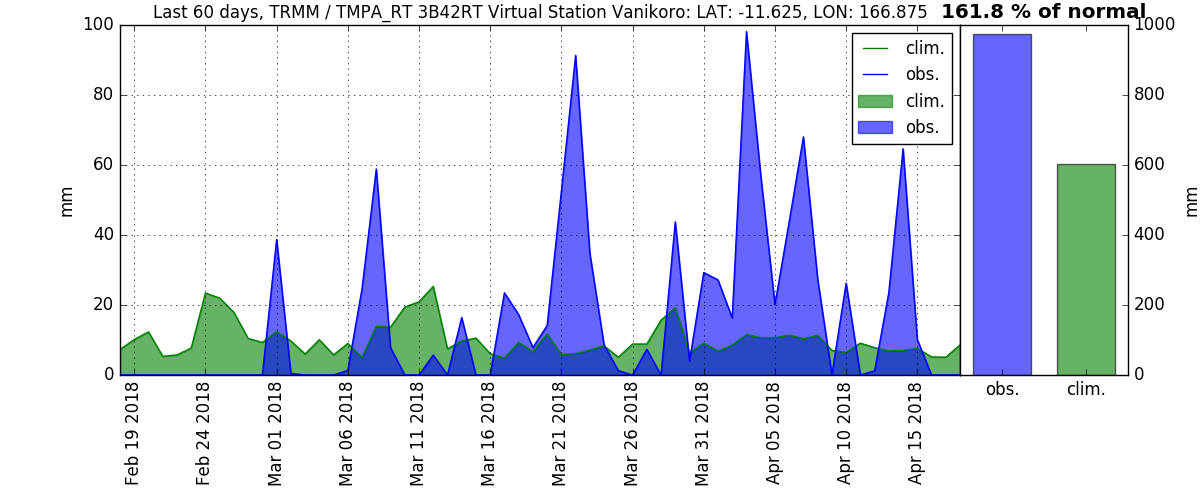 Last 60 days, TRMM / TMPA_RT 3B42RT Virtual Station Vanikoro: LAT: -11.625, LON: 166.875
161.8 % of normal
mm
100
80
60
40
20
0
clim.
obs.
clim.
obs.
Feb 19 2018
Feb 24 2018
Mar 01 2018
Mar 06 2018
Mar 11 2018
Mar 16 2018
Mar 21 2018
Mar 26 2018
Mar 31 2018
Apr 05 2018
Apr 10 2018
Apr 15 2018
1000
800
600
400
200
0
mm
obs.
clim.